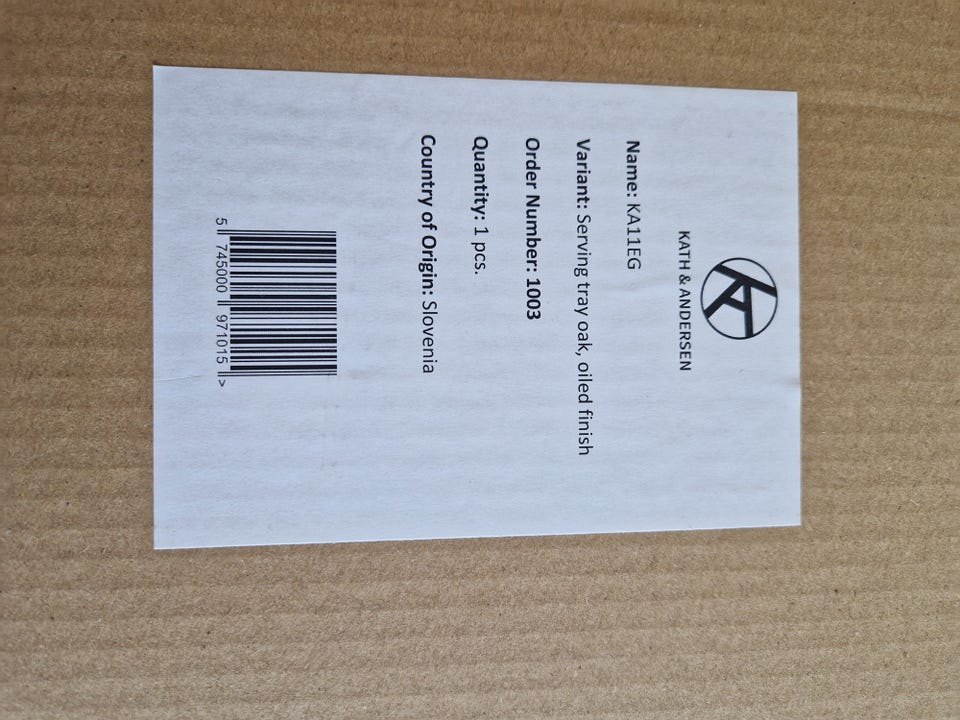 KA
KATH & ANDERSEN
Name: KA11EG
Variant: Serving tray oak, oiled finish
Order Number: 1003
Quantity: 1 pcs.
Country of Origin: Slovenia
5 745000 971015 >